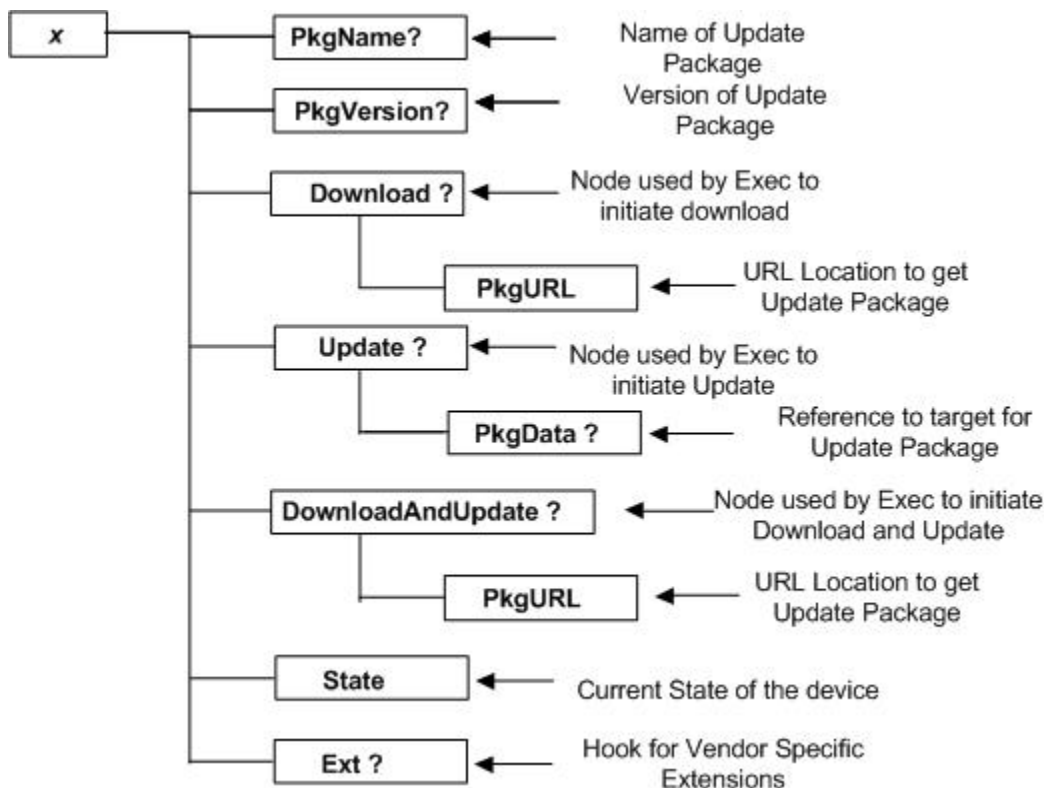 x
PkgName?
Name of Update
Package
PkgVersion?
Version of Update
Package
Download ?
Node used by Exec to
initiate download
PkgURL
URL Location to get
Update Package
Update ?
Node used by Exec to
initiate Update
PkgData ?
Reference to target for
Update Package
DownloadAndUpdate ?
Node used by Exec to initiate
Download and Update
PkgURL
URL Location to get
Update Package
State
Current State of the device
Ext ?
Hook for Vendor Specific
Extensions